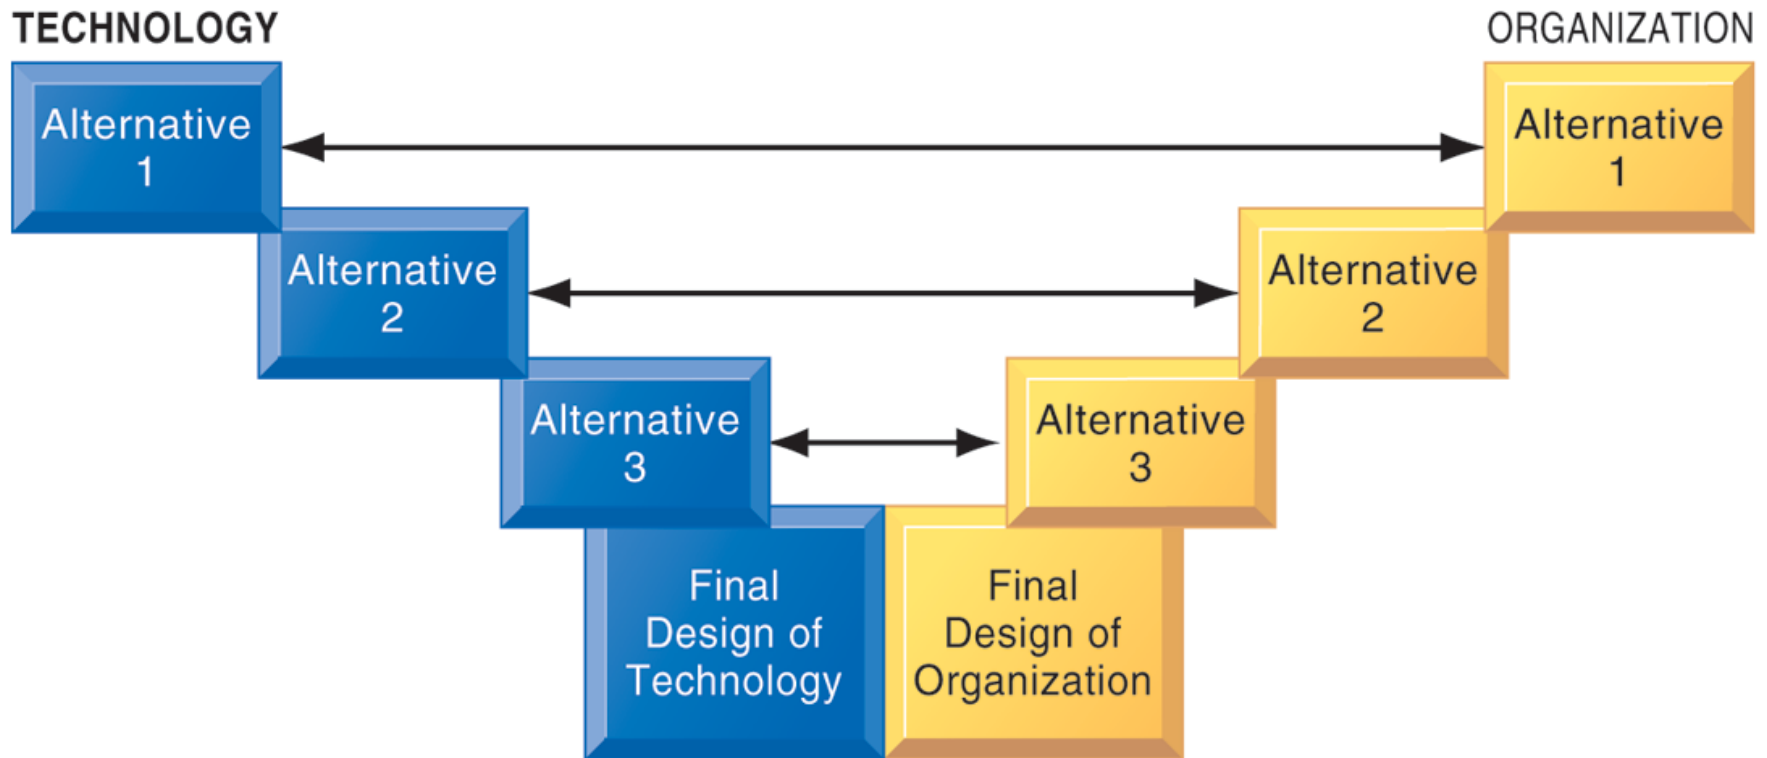 TECHNOLOGY
ORGANIZATION
Alternative
1
Alternative
1
Alternative
2
Alternative
2
Alternative
3
Alternative
3
Final
Design of
Technology
Final
Design of
Organization